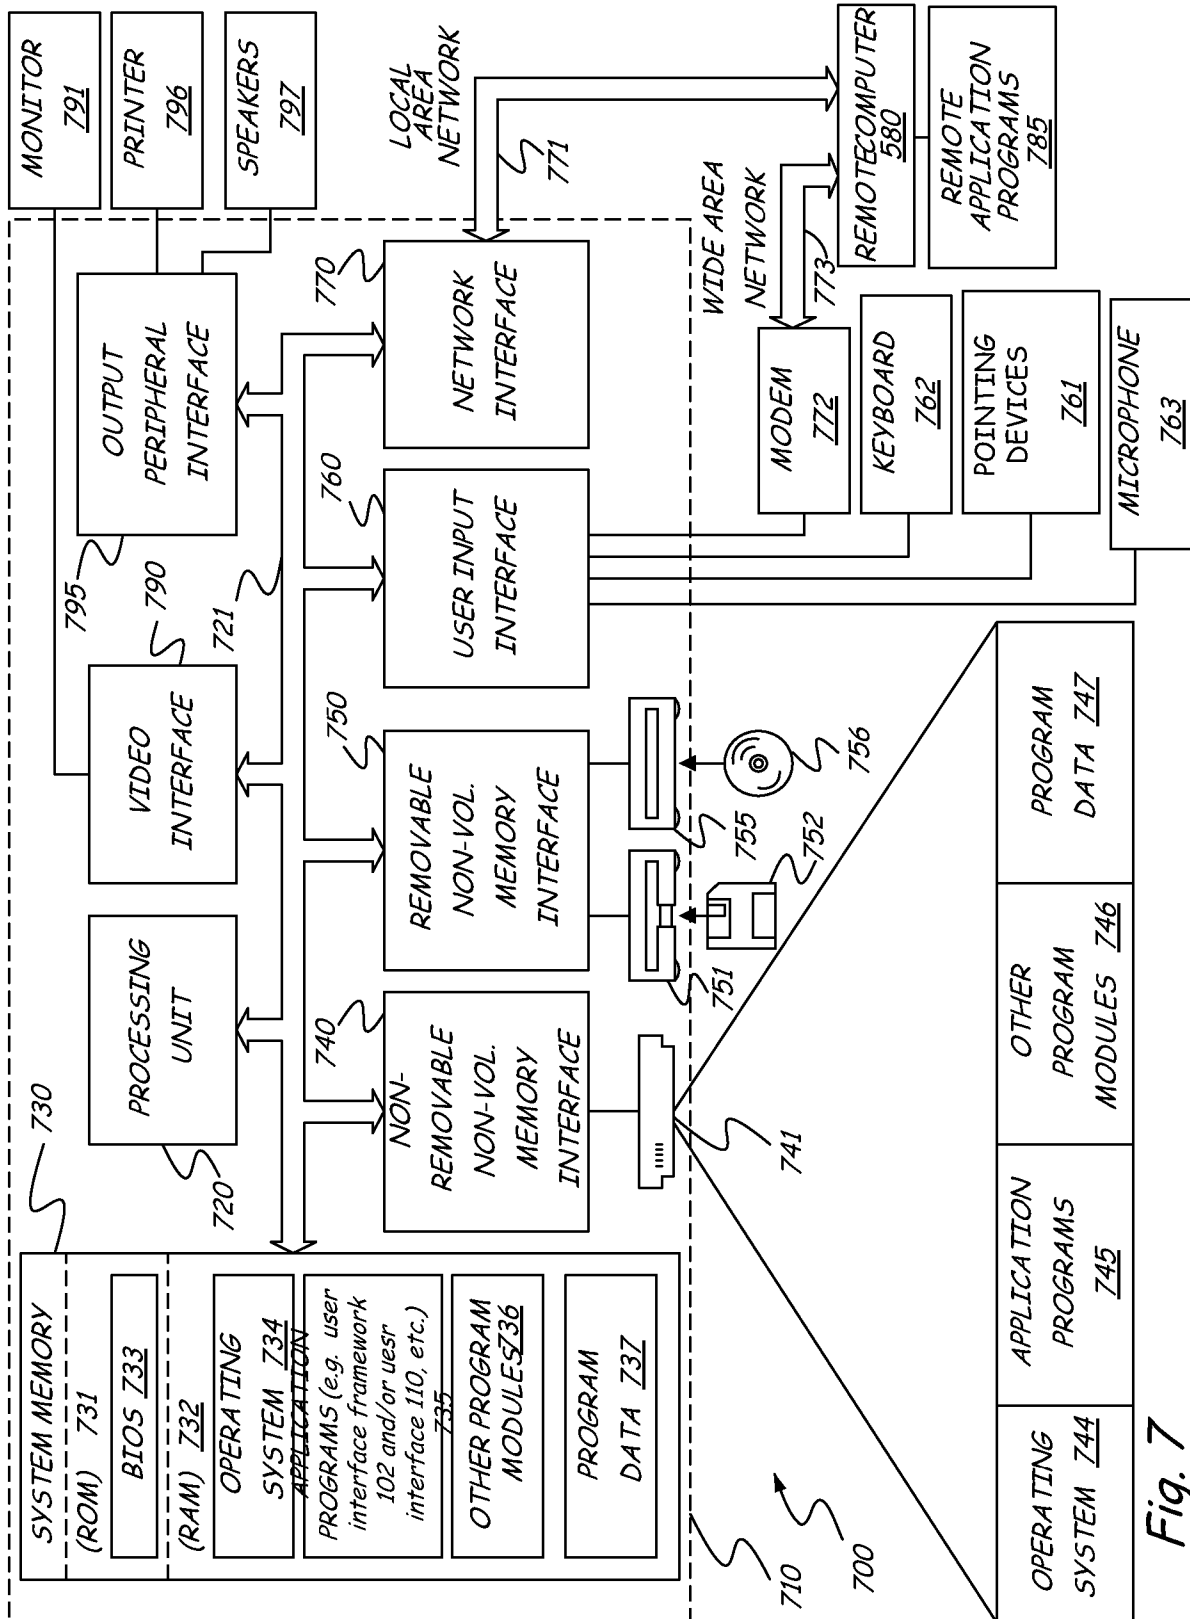 SYSTEM MEMORY
(ROM) 731
BIOS 733
(RAM) 732
OPERATING
SYSTEM 734
APPLICATION
PROGRAMS (e.g. user
interface framework
102 and/or uesr
interface 110, etc.)
735
OTHER PROGRAM
MODULES 736
PROGRAM
DATA 737
730
PROCESSING
UNIT
720
VIDEO
INTERFACE
790
OUTPUT
PERIPHERAL
INTERFACE
795
721
MONITOR
791
PRINTER
796
SPEAKERS
797
NON-
REMOVABLE
NON-VOL.
MEMORY
INTERFACE
740
REMOVABLE
NON-VOL.
MEMORY
INTERFACE
750
USER INPUT
INTERFACE
760
NETWORK
INTERFACE
770
LOCAL
AREA
NETWORK
771
WIDE AREA
NETWORK
773
741
751
752
755
756
MODEM
772
KEYBOARD
762
POINTING
DEVICES
761
MICROPHONE
763
REMOTECOMPUTER
580
REMOTE
APPLICATION
PROGRAMS
785
710
700
OPERATING
SYSTEM 744
APPLICATION
PROGRAMS
745
OTHER
PROGRAM
MODULES 746
PROGRAM
DATA 747
Fig. 7